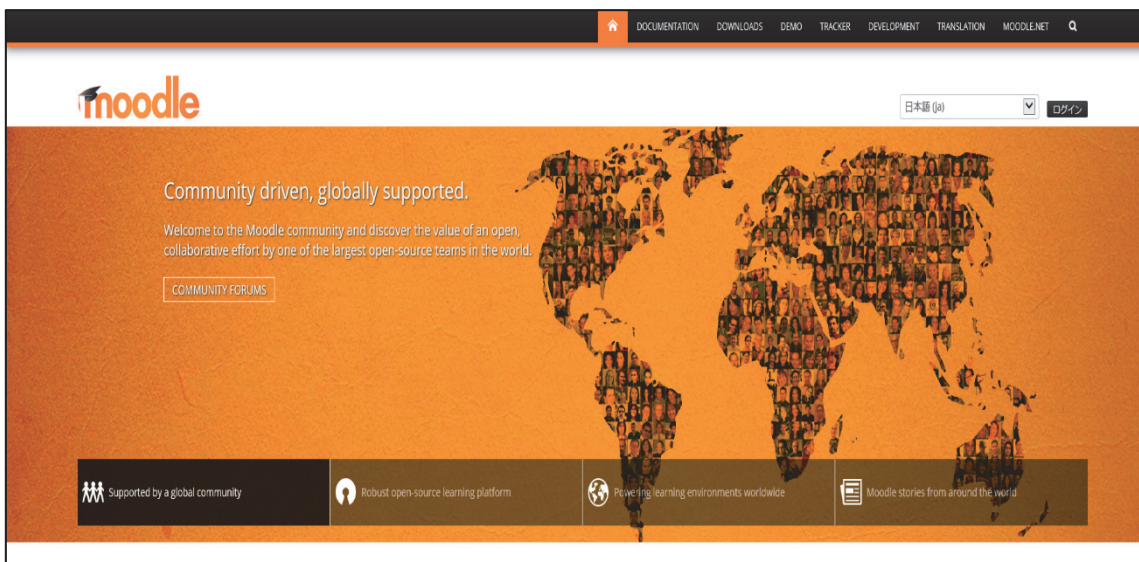 DOCUMENTATION DOWNLOADS DEMO TRACKER DEVELOPMENT TRANSLATION MOODLE.NET
moodle
日本語 (ja)
ログイン
Community driven, globally supported.
Welcome to the Moodle community and discover the value of an open,
collaborative effort by one of the largest open-source teams in the world.
COMMUNITY FORUMS
Supported by a global community
Robust open-source learning platform
Powering learning environments worldwide
Moodle stories from around the world